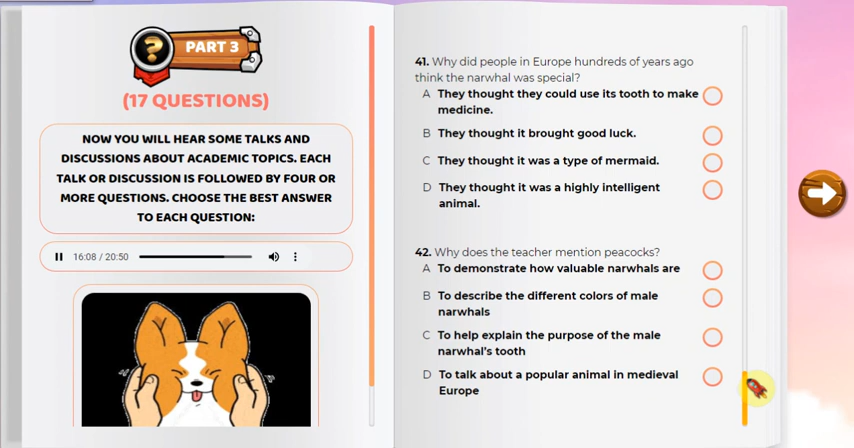 PART 3
(17 QUESTIONS)
NOW YOU WILL HEAR SOME TALKS AND
DISCUSSIONS ABOUT ACADEMIC TOPICS. EACH
TALK OR DISCUSSION IS FOLLOWED BY FOUR OR
MORE QUESTIONS. CHOOSE THE BEST ANSWER
TO EACH QUESTION:
16:08 / 20:50
41. Why did people in Europe hundreds of years ago
think the narwhal was special?
A They thought they could use its tooth to make
medicine.
B They thought it brought good luck.
C They thought it was a type of mermaid.
D They thought it was a highly intelligent
animal.
42. Why does the teacher mention peacocks?
A To demonstrate how valuable narwhals are
B To describe the different colors of male
narwhals
C To help explain the purpose of the male
narwhal's tooth
D To talk about a popular animal in medieval
Europe